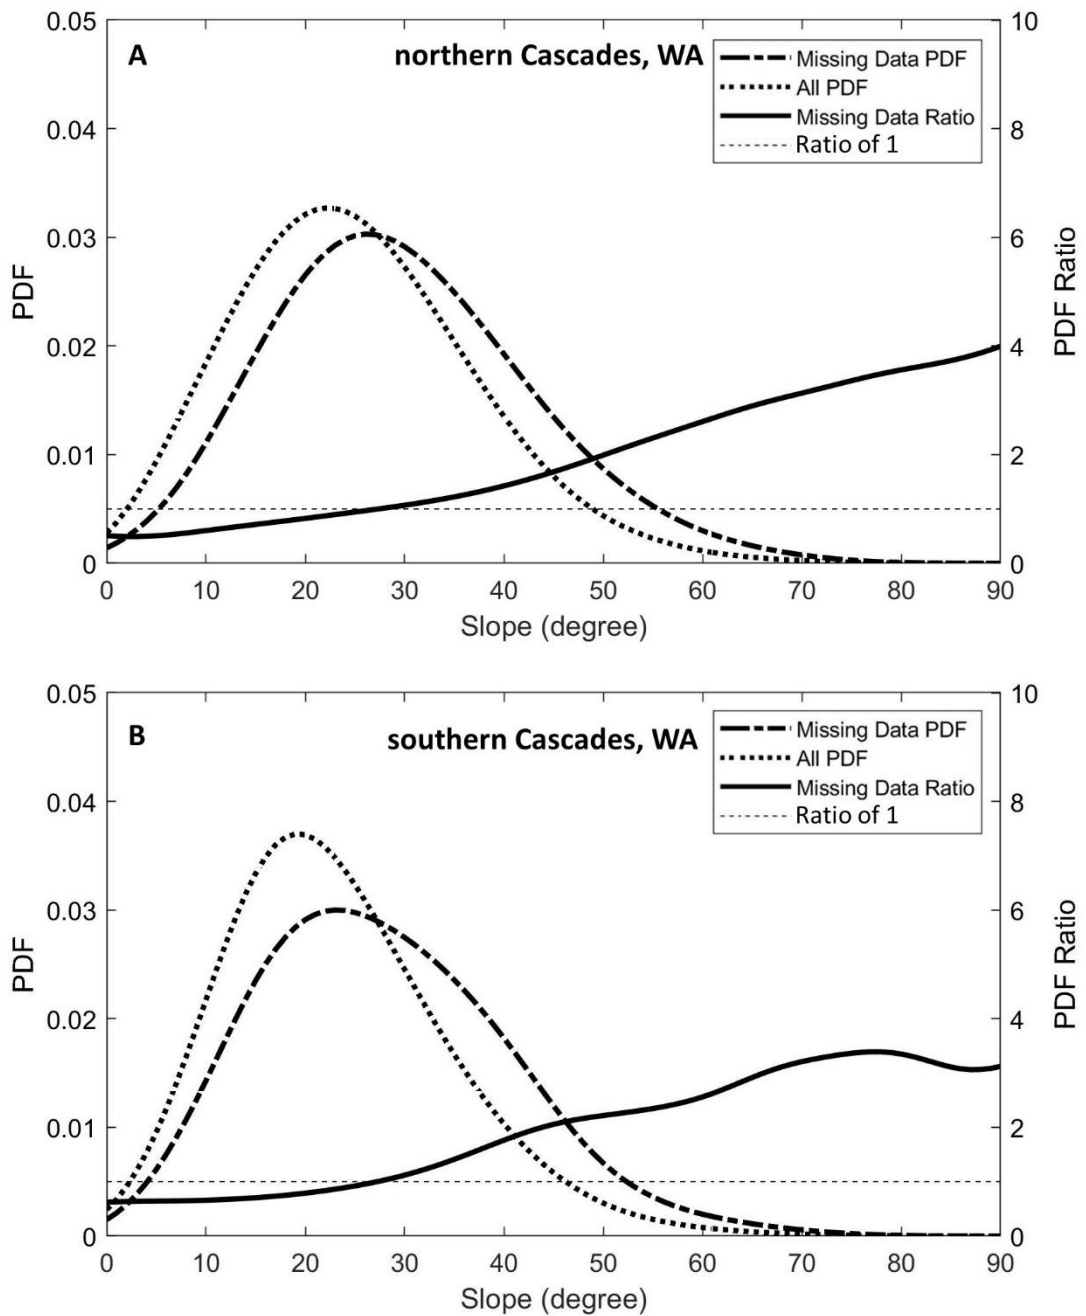 A
northern Cascades, WA
Missing Data PDF
All PDF
Missing Data Ratio
Ratio of 1
0.05
0.04
0.03
0.02
0.01
0
PDF
10
8
6
4
2
0
PDF Ratio
0 10 20 30 40 50 60 70 80 90
Slope (degree)
B
southern Cascades, WA
Missing Data PDF
All PDF
Missing Data Ratio
Ratio of 1
0.05
0.04
0.03
0.02
0.01
0
PDF
10
8
6
4
2
0
PDF Ratio
0 10 20 30 40 50 60 70 80 90
Slope (degree)